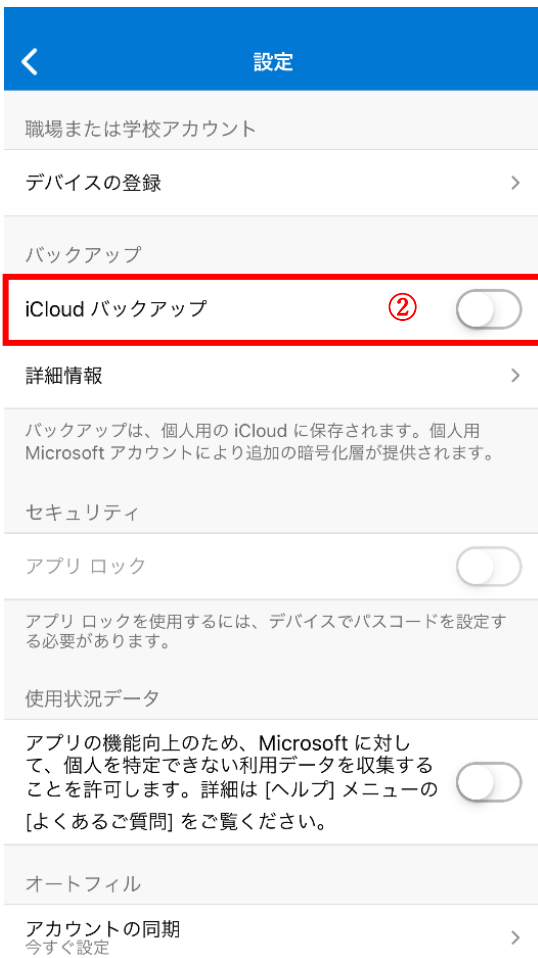 設定
職場または学校アカウント
デバイスの登録
バックアップ
iCloud バックアップ ②
詳細情報
バックアップは、個人用の iCloud に保存されます。個人用
Microsoft アカウントにより追加の暗号化層が提供されます。
セキュリティ
アプリ ロック
アプリ ロックを使用するには、デバイスでパスコードを設定す
る必要があります。
使用状況データ
アプリの機能向上のため、Microsoft に対し
て、個人を特定できない利用データを収集する
ことを許可します。詳細は [ヘルプ] メニューの
[よくあるご質問] をご覧ください。
オートフィル
アカウントの同期
今すぐ設定